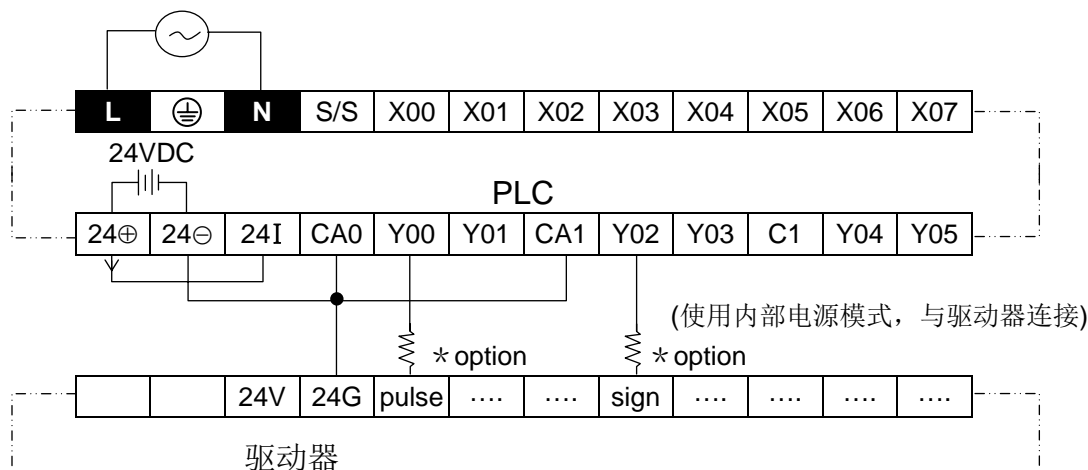 L N S/S X00 X01 X02 X03 X04 X05 X06 X07
24VDC
PLC
24⊕ 24⊖ 24I CA0 Y00 Y01 CA1 Y02 Y03 C1 Y04 Y05
(使用内部电源模式，与驱动器连接)
*option *option
24V 24G pulse ···· ···· sign ···· ···· ···· ····
驱动器